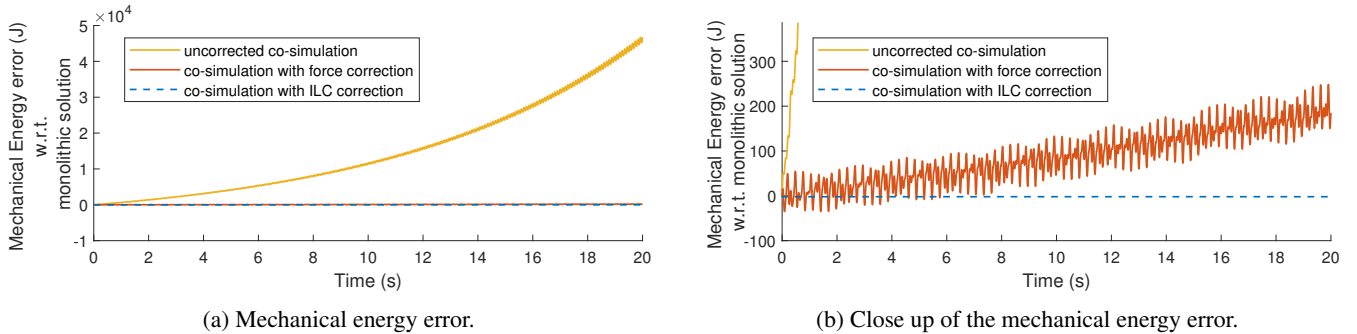 ×10⁴
5
4
3
2
1
0
-1
Mechanical Energy error (J)
w.r.t.
monolithic solution
uncorrected co-simulation
co-simulation with force correction
co-simulation with ILC correction
0 2 4 6 8 10 12 14 16 18 20
Time (s)
(a) Mechanical energy error.
300
200
100
0
-100
Mechanical Energy error (J)
w.r.t. monolithic solution
uncorrected co-simulation
co-simulation with force correction
co-simulation with ILC correction
0 2 4 6 8 10 12 14 16 18 20
Time (s)
(b) Close up of the mechanical energy error.